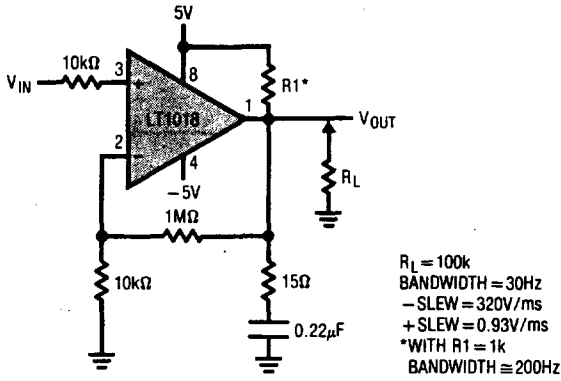 5V
10kΩ
V_IN
3
8
+
R1*
LT1018
1
V_OUT
2
−
4
−5V
R_L
1MΩ
10kΩ
15Ω
0.22μF
R_L = 100k
BANDWIDTH = 30Hz
−SLEW = 320V/ms
+SLEW = 0.93V/ms
*WITH R1 = 1k
BANDWIDTH ≅ 200Hz